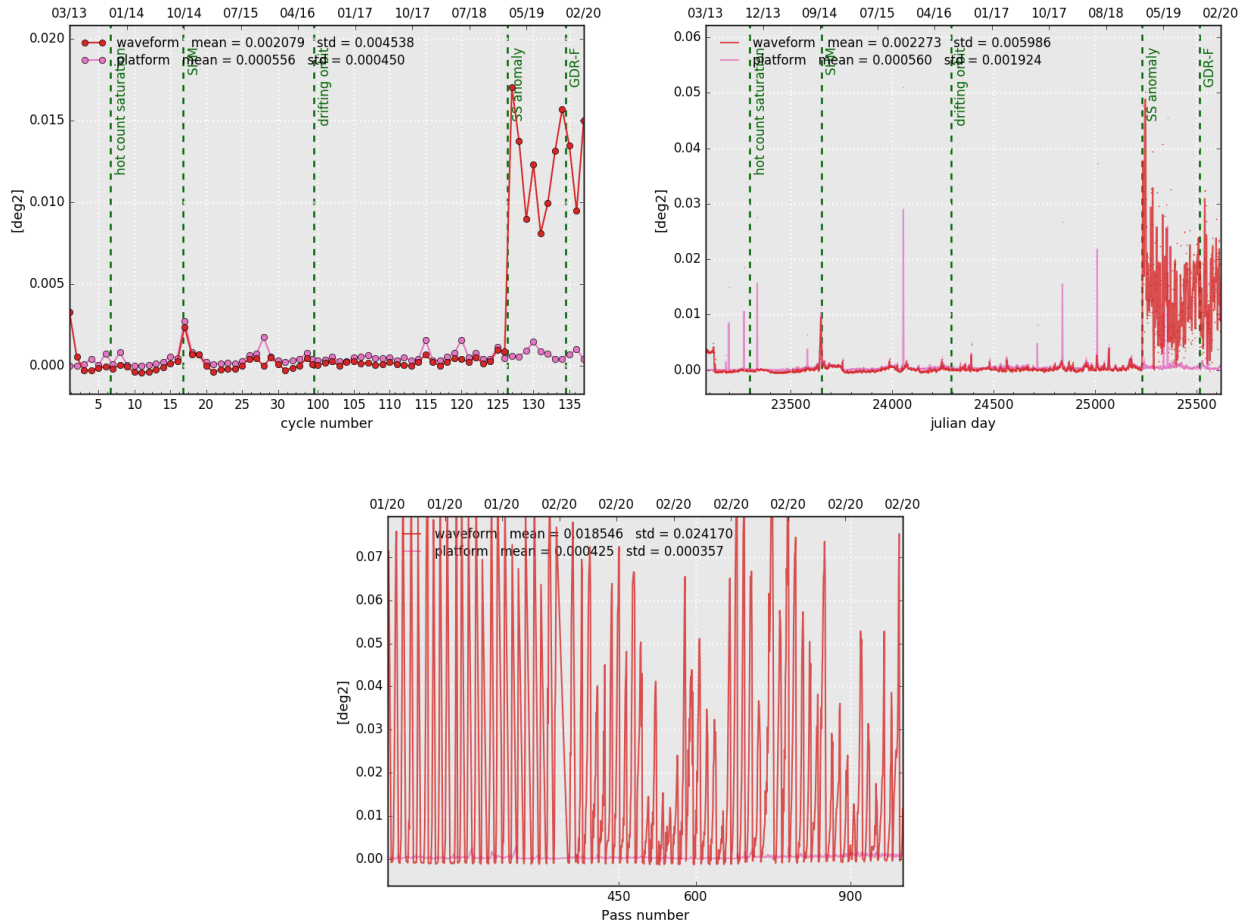 03/13 01/14 10/14 07/15 04/16 01/17 10/17 07/18 05/19 02/20
0.020
0.015
0.010
0.005
0.000
[deg2]
waveform mean = 0.002079 std = 0.004538
platform mean = 0.000556 std = 0.000450
hot count saturation
SEM
drifting orbit
SS anomaly
GDR-F
5 10 15 20 25 30 100 105 110 115 120 125 130 135
cycle number
03/13 12/13 09/14 07/15 04/16 01/17 10/17 08/18 05/19 02/20
0.06
0.05
0.04
0.03
0.02
0.01
0.00
[deg2]
waveform mean = 0.002273 std = 0.005986
platform mean = 0.000560 std = 0.001924
hot count saturation
SEM
drifting orbit
SS anomaly
GDR-F
23500 24000 24500 25000 25500
julian day
01/20 01/20 01/20 02/20 02/20 02/20 02/20 02/20 02/20 02/20
0.07
0.06
0.05
0.04
0.03
0.02
0.01
0.00
[deg2]
waveform mean = 0.018546 std = 0.024170
platform mean = 0.000425 std = 0.000357
450 600 900
Pass number